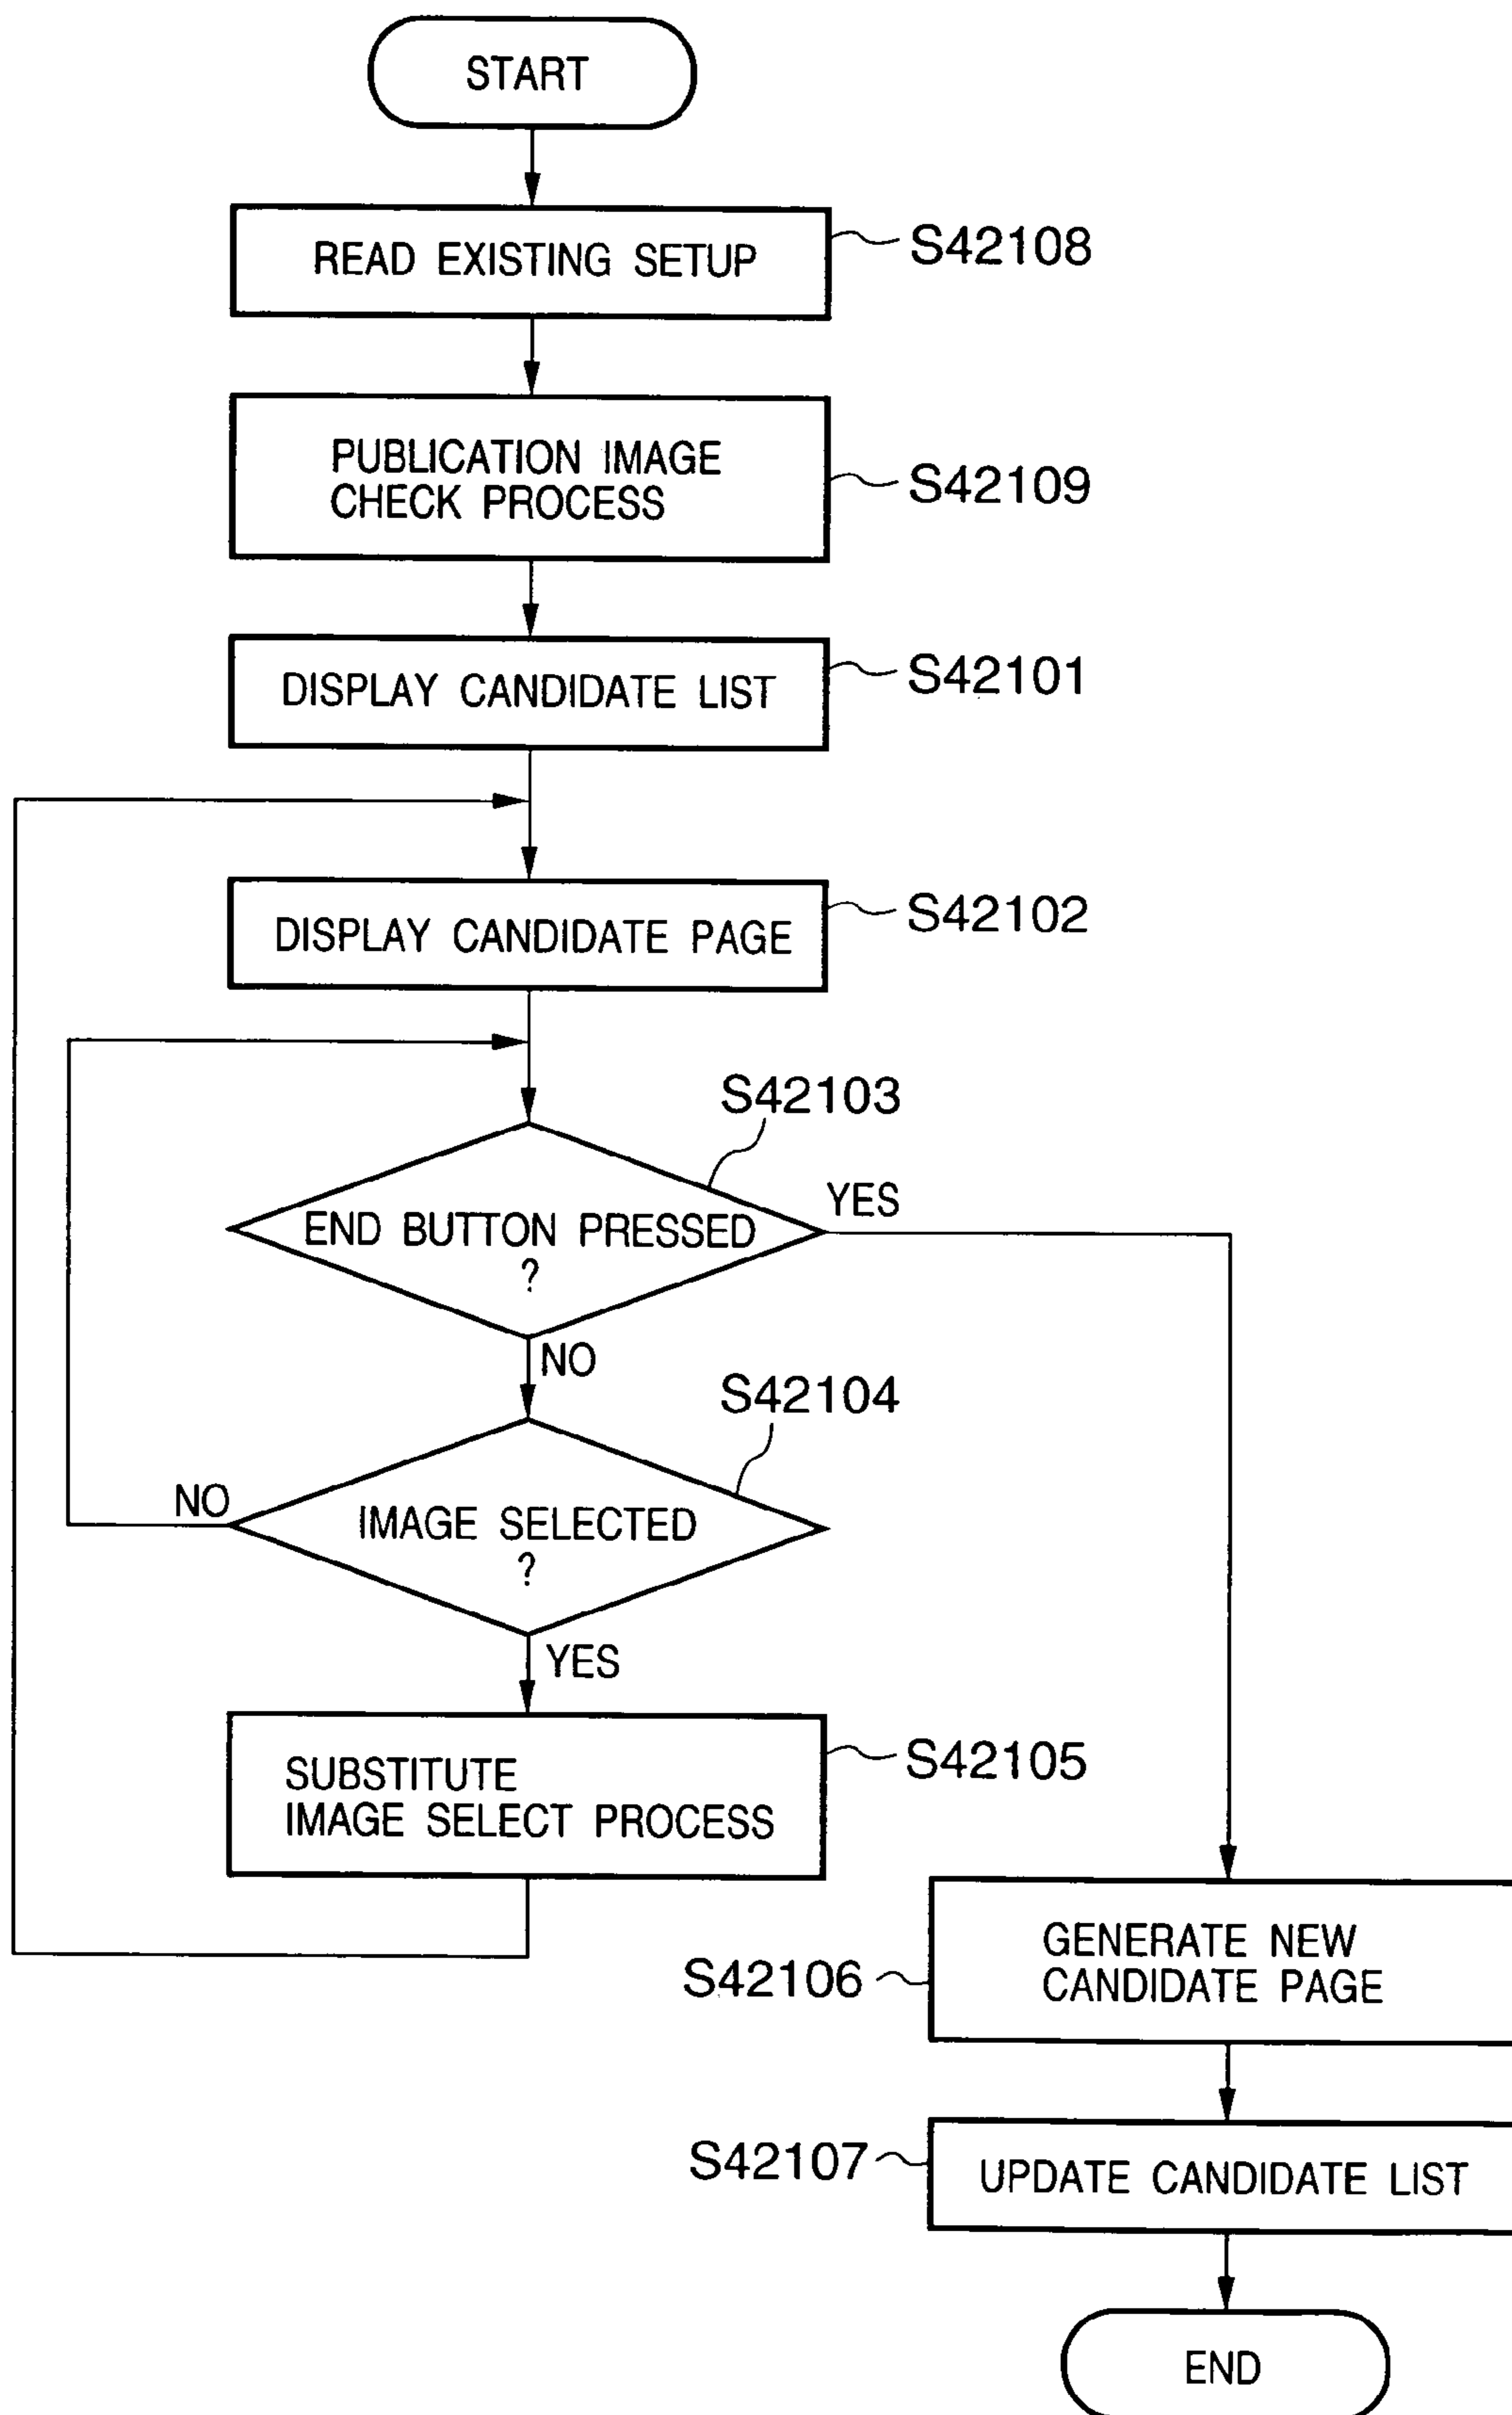 START
READ EXISTING SETUP
S42108
PUBLICATION IMAGE
CHECK PROCESS
S42109
DISPLAY CANDIDATE LIST
S42101
DISPLAY CANDIDATE PAGE
S42102
S42103
END BUTTON PRESSED
?
YES
NO
S42104
IMAGE SELECTED
?
NO
YES
SUBSTITUTE
IMAGE SELECT PROCESS
S42105
GENERATE NEW
CANDIDATE PAGE
S42106
UPDATE CANDIDATE LIST
S42107
END